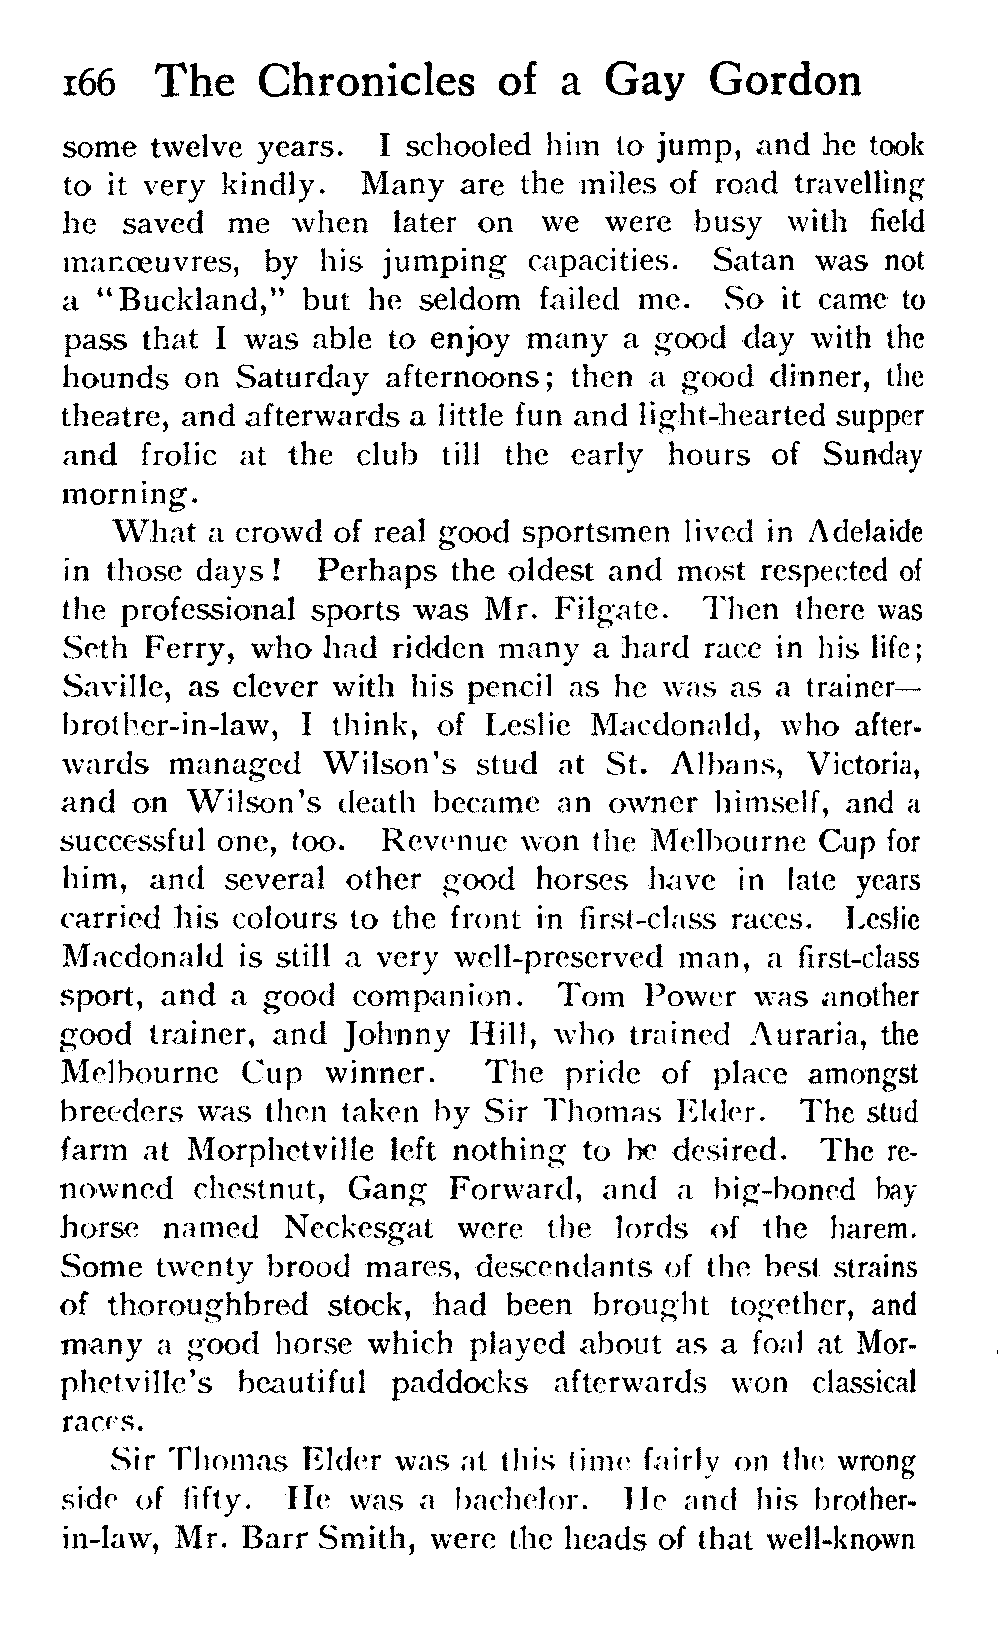 166 The Chronicles of a Gay Gordon
some twelve years. I schooled him to jump, and he took
to it very kindly. Many are the miles of road travelling
he saved me when later on we were busy with field
manœuvres, by his jumping capacities. Satan was not
a "Buckland," but he seldom failed me. So it came to
pass that I was able to enjoy many a good day with the
hounds on Saturday afternoons; then a good dinner, the
theatre, and afterwards a little fun and light-hearted supper
and frolic at the club till the early hours of Sunday
morning.
What a crowd of real good sportsmen lived in Adelaide
in those days! Perhaps the oldest and most respected of
the professional sports was Mr. Filgate. Then there was
Seth Ferry, who had ridden many a hard race in his life;
Saville, as clever with his pencil as he was as a trainer—
brother-in-law, I think, of Leslie Macdonald, who after-
wards managed Wilson's stud at St. Albans, Victoria,
and on Wilson's death became an owner himself, and a
successful one, too. Revenue won the Melbourne Cup for
him, and several other good horses have in late years
carried his colours to the front in first-class races. Leslie
Macdonald is still a very well-preserved man, a first-class
sport, and a good companion. Tom Power was another
good trainer, and Johnny Hill, who trained Auraria, the
Melbourne Cup winner. The pride of place amongst
breeders was then taken by Sir Thomas Elder. The stud
farm at Morphetville left nothing to be desired. The re-
nowned chestnut, Gang Forward, and a big-boned bay
horse named Neckesgat were the lords of the harem.
Some twenty brood mares, descendants of the best strains
of thoroughbred stock, had been brought together, and
many a good horse which played about as a foal at Mor-
phetville's beautiful paddocks afterwards won classical
races.
Sir Thomas Elder was at this time fairly on the wrong
side of fifty. He was a bachelor. He and his brother-
in-law, Mr. Barr Smith, were the heads of that well-known